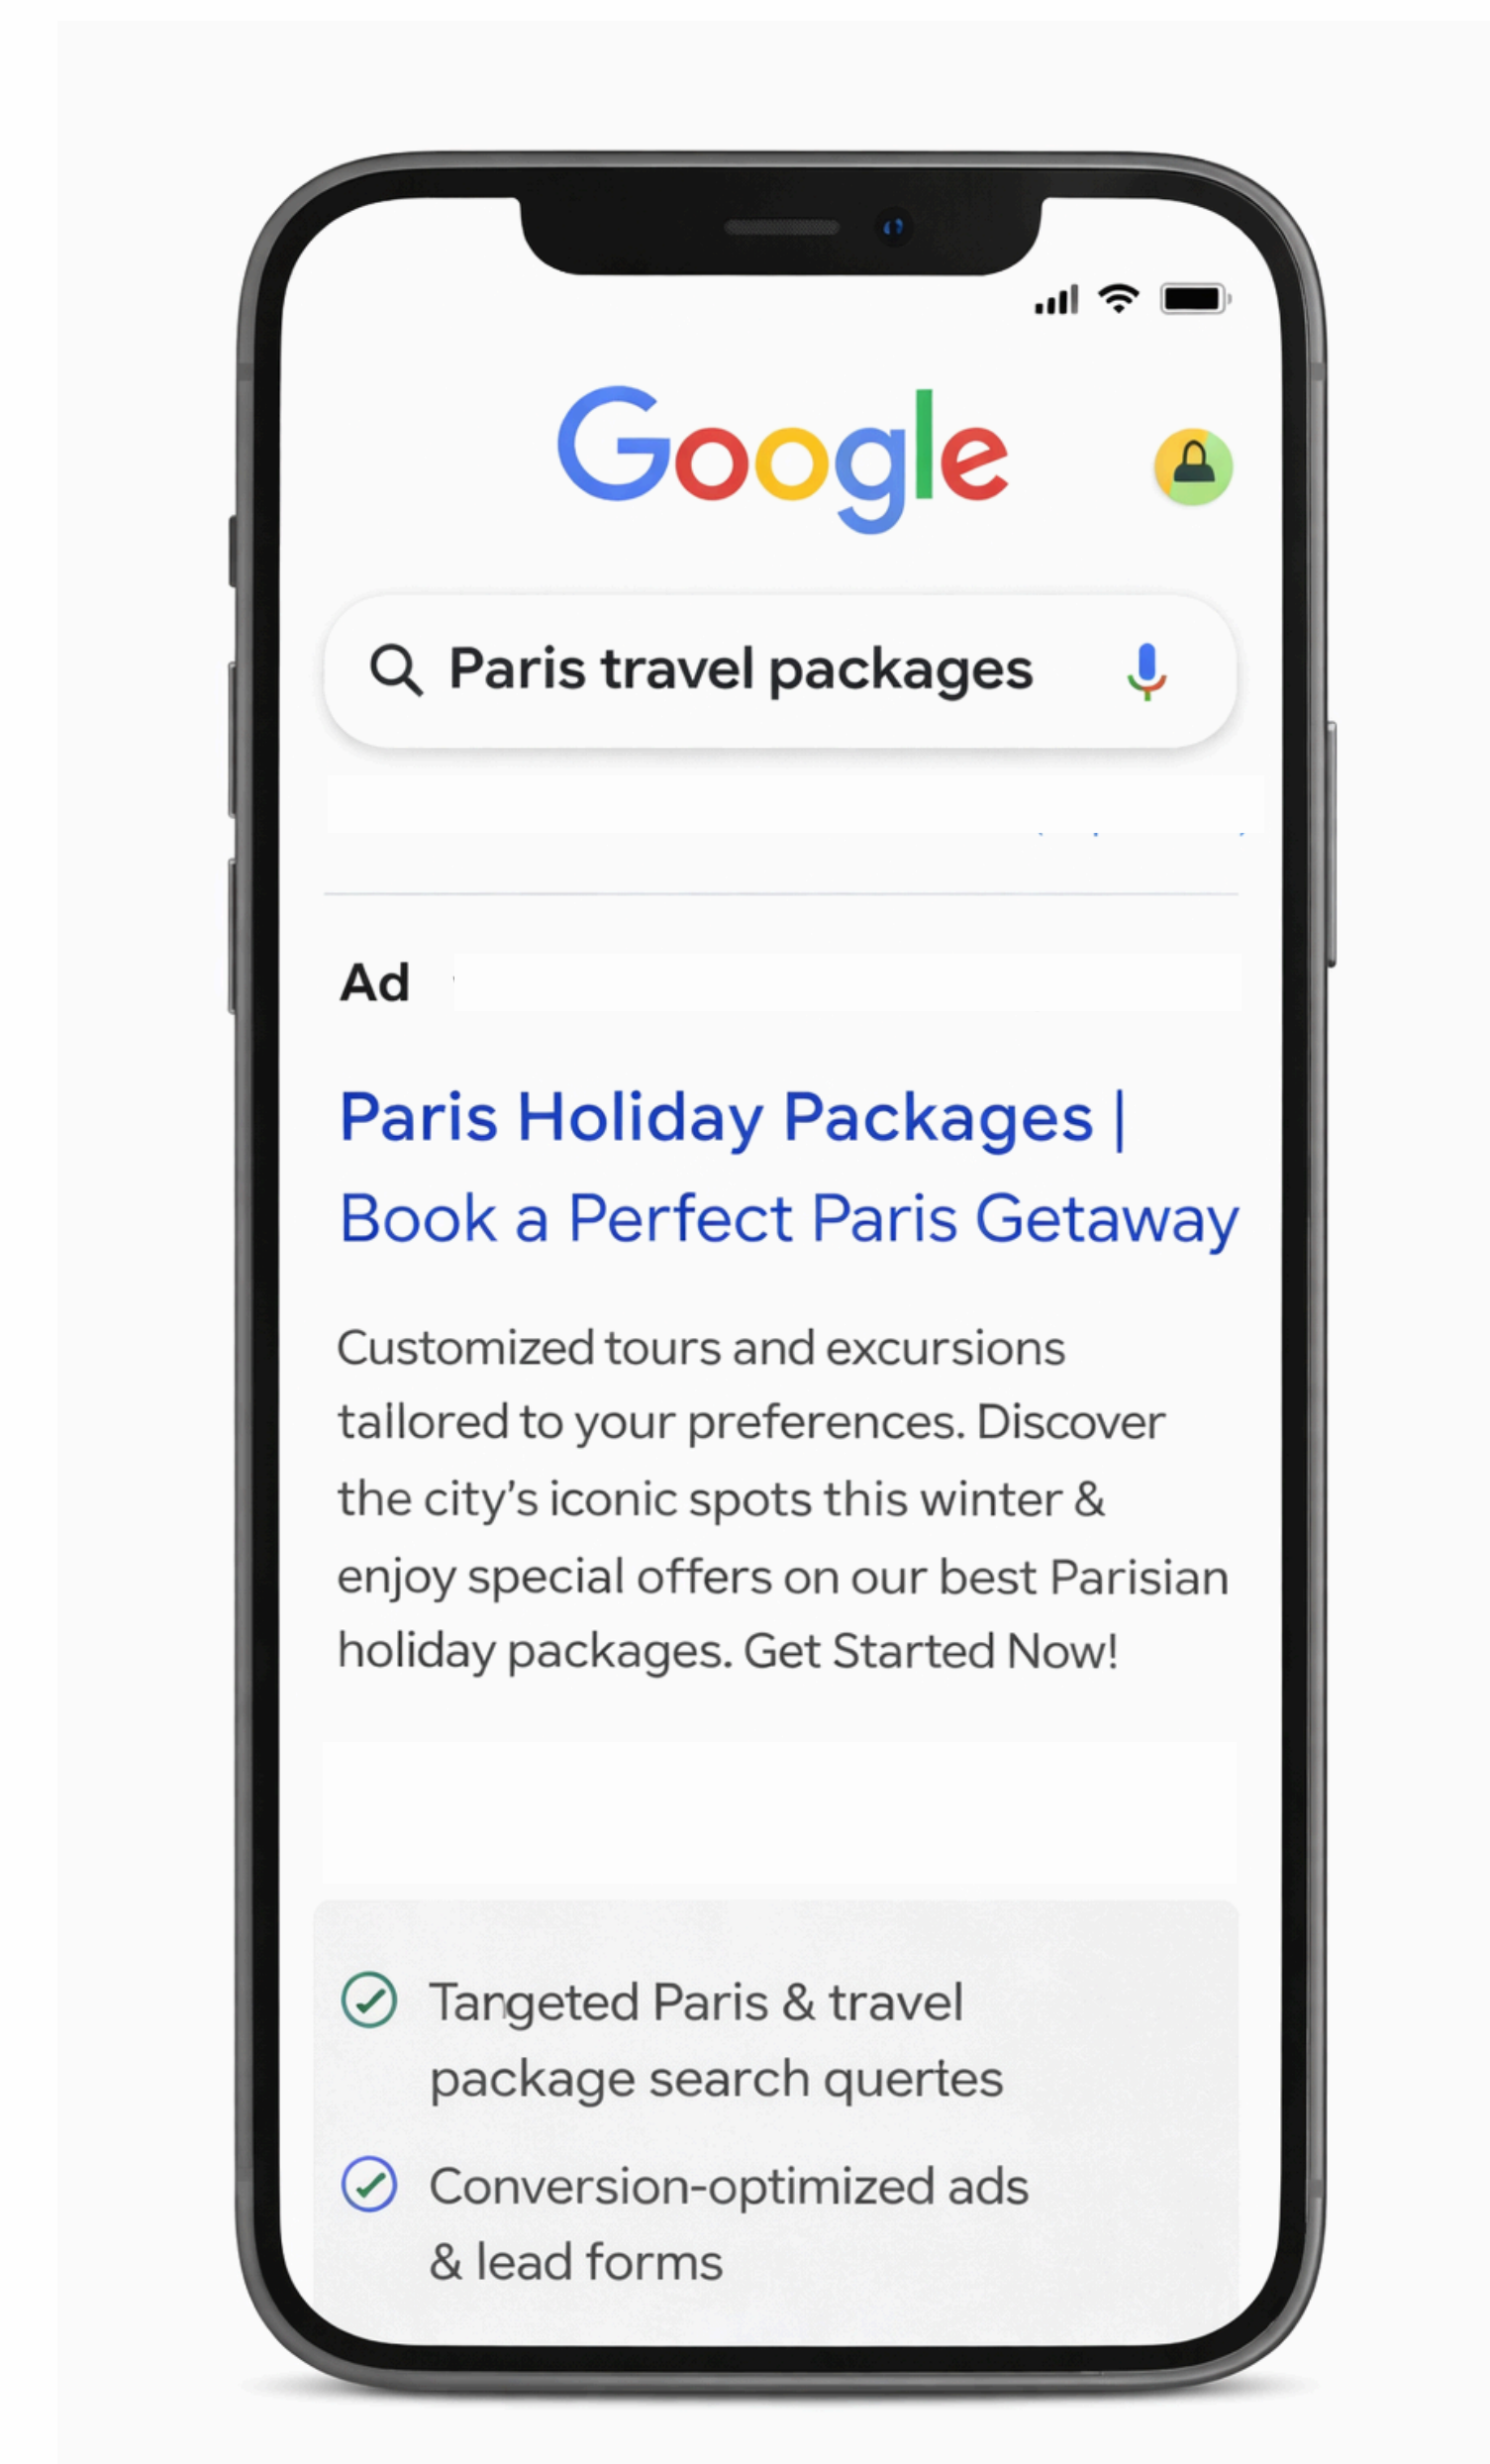 Google
Paris travel packages
Ad
Paris Holiday Packages |
Book a Perfect Paris Getaway
Customized tours and excursions
tailored to your preferences. Discover
the city's iconic spots this winter &
enjoy special offers on our best Parisian
holiday packages. Get Started Now!
Tangeted Paris & travel
package search quertes
Conversion-optimized ads
& lead forms